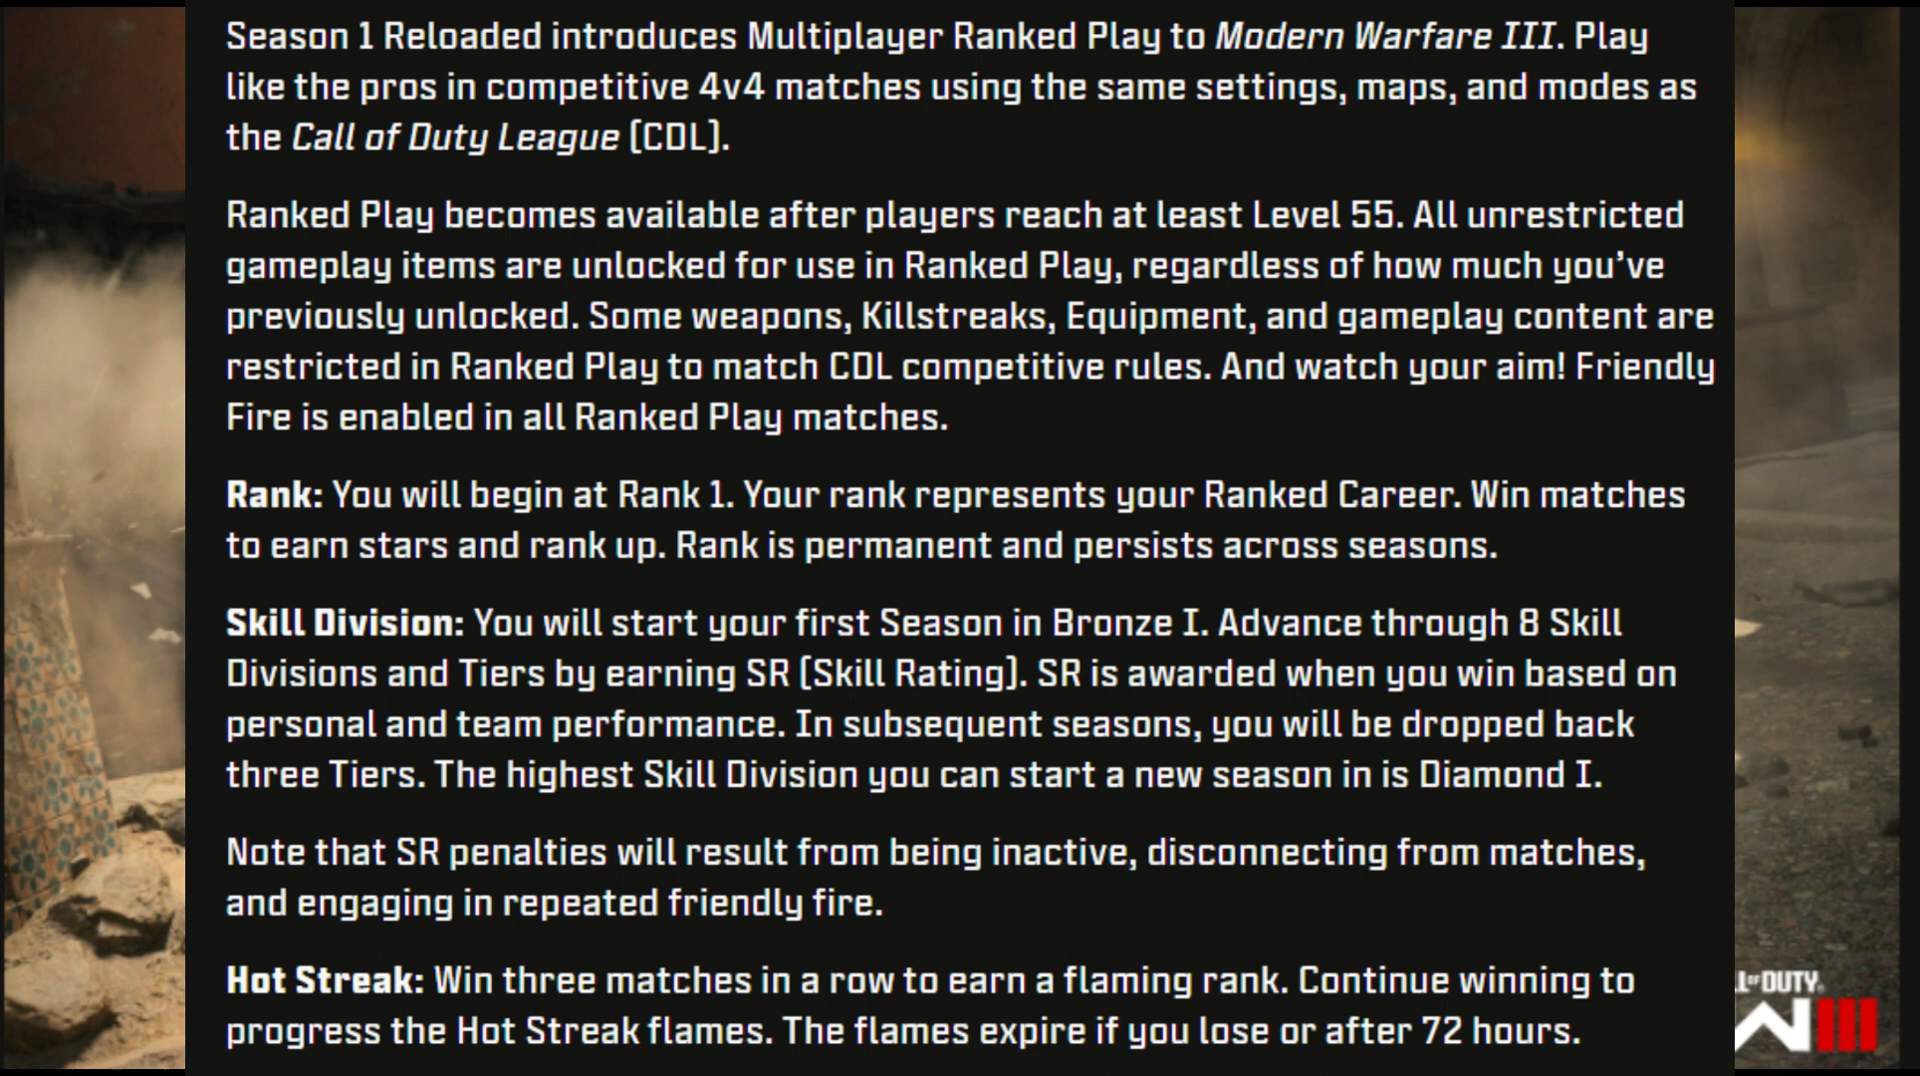 Season 1 Reloaded introduces Multiplayer Ranked Play to Modern Warfare III. Play
like the pros in competitive 4v4 matches using the same settings, maps, and modes as
the Call of Duty League (CDL).
Ranked Play becomes available after players reach at least Level 55. All unrestricted
gameplay items are unlocked for use in Ranked Play, regardless of how much you've
previously unlocked. Some weapons, Killstreaks, Equipment, and gameplay content are
restricted in Ranked Play to match CDL competitive rules. And watch your aim! Friendly
Fire is enabled in all Ranked Play matches.
Rank: You will begin at Rank 1. Your rank represents your Ranked Career. Win matches
to earn stars and rank up. Rank is permanent and persists across seasons.
Skill Division: You will start your first Season in Bronze I. Advance through 8 Skill
Divisions and Tiers by earning SR (Skill Rating). SR is awarded when you win based on
personal and team performance. In subsequent seasons, you will be dropped back
three Tiers. The highest Skill Division you can start a new season in is Diamond I.
Note that SR penalties will result from being inactive, disconnecting from matches,
and engaging in repeated friendly fire.
Hot Streak: Win three matches in a row to earn a flaming rank. Continue winning to
progress the Hot Streak flames. The flames expire if you lose or after 72 hours.
L OF DUTY
W III